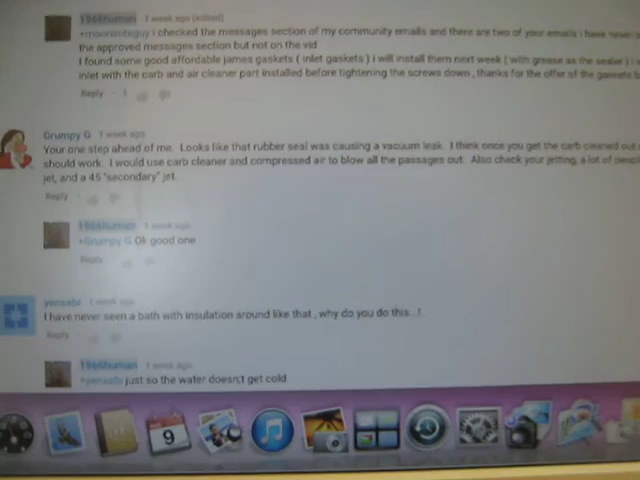 1966human 1 week ago (edited)
+moonmiteguy i checked the messages section of my community emails and there are two of your emails i have never s
the approved messages section but not on the vid
I found some good affordable james gaskets ( inlet gaskets ) i will install them next week ( with grease as the sealer )
inlet with the carb and air cleaner part installed before tightening the screws down , thanks for the offer of the gaskets b
Reply · 1
Grumpy G 1 week ago
Your one step ahead of me. Looks like that rubber seal was causing a vacuum leak. I think once you get the carb cleaned out
should work. I would use carb cleaner and compressed air to blow all the passages out. Also check your jetting, a lot of peopl
jet, and a 45 "secondary" jet.
Reply
1966human 1 week ago
+Grumpy G Ok good one
Reply
yensabi 1 week ago
I have never seen a bath with insulation around like that , why do you do this...!
Reply
1966human 1 week ago
+yensabi just so the water doesn;t get cold
9